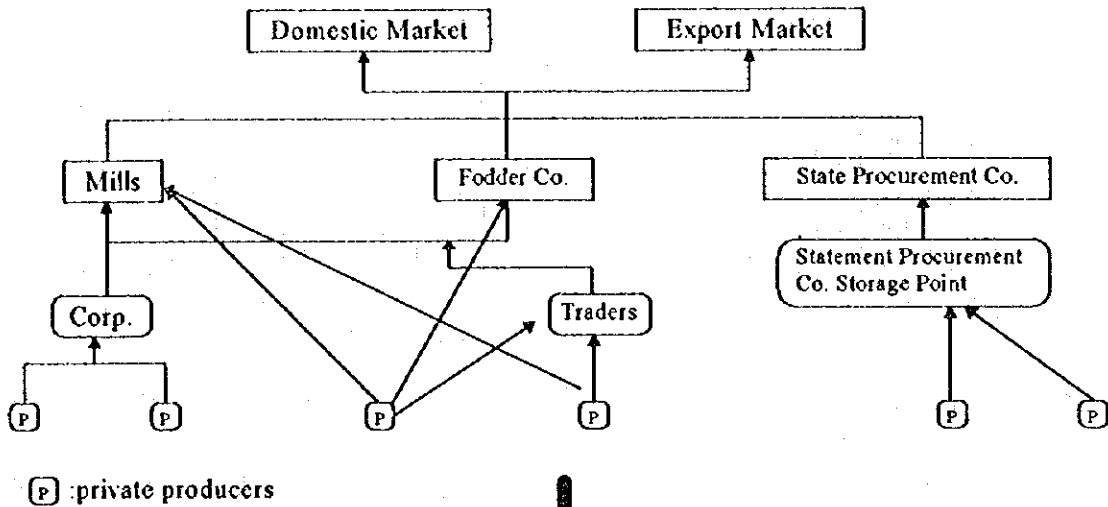 Domestic Market
Export Market
Mills
Fodder Co.
State Procurement Co.
Statement Procurement
Co. Storage Point
Corp.
Traders
P
P
P
P
P
P
P :private producers